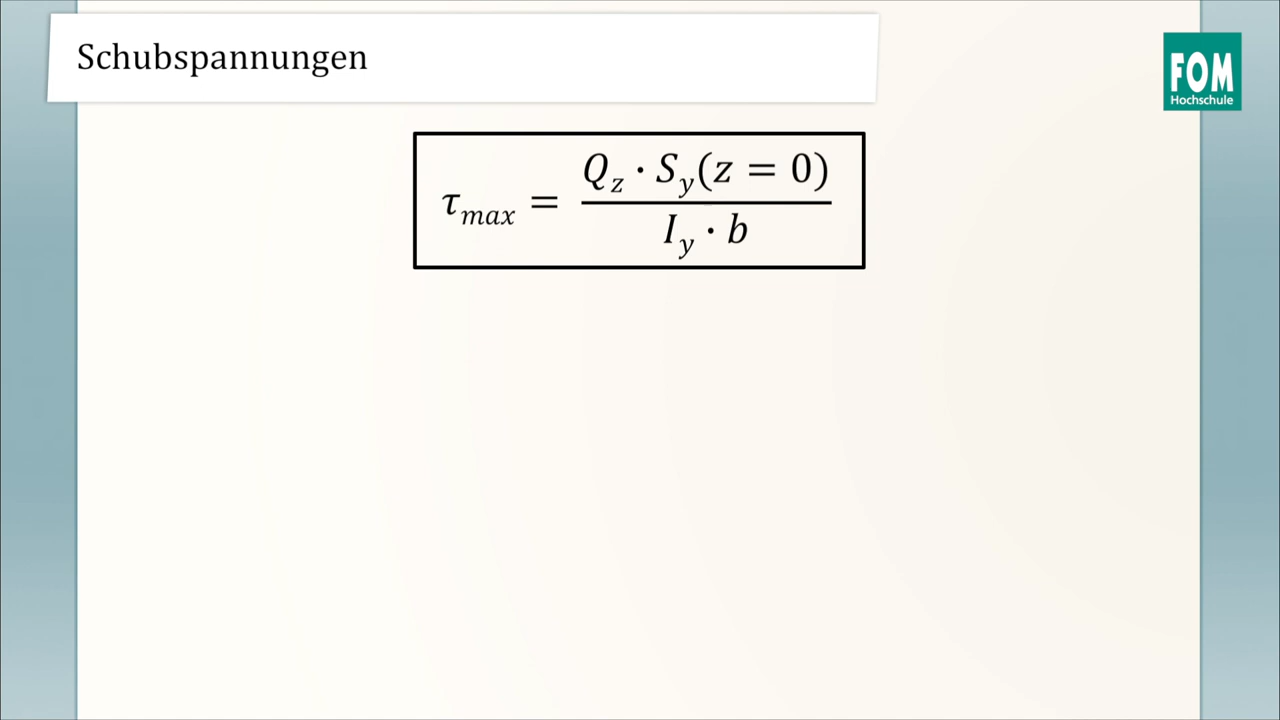 Schubspannungen
FOM
Hochschule
τ_max = (Q_z · S_y(z = 0)) / (I_y · b)